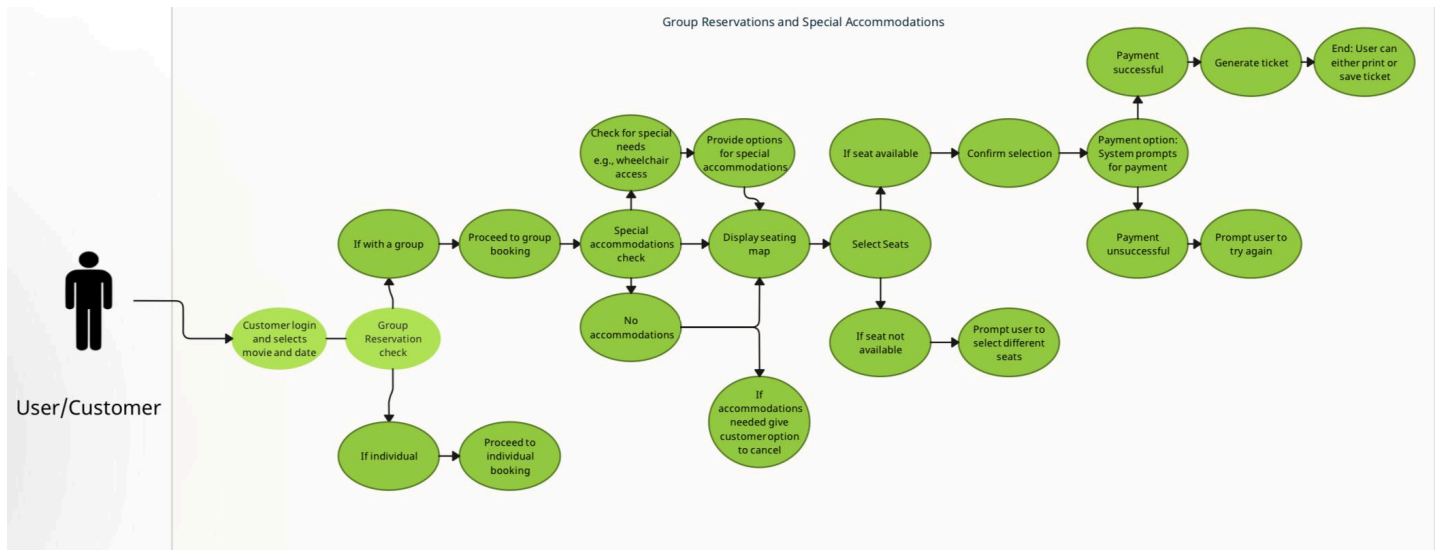 Group Reservations and Special Accommodations
User/Customer
Customer login
and selects
movie and date
Group
Reservation
check
If with a group
Proceed to group
booking
If individual
Proceed to
individual
booking
Special
accommodations
check
Check for special
needs
e.g., wheelchair
access
Provide options
for special
accommodations
No
accommodations
If
accommodations
needed give
customer option
to cancel
Display seating
map
Select Seats
If seat available
Confirm selection
If seat not
available
Prompt user to
select different
seats
Payment option:
System prompts
for payment
Payment
successful
Generate ticket
End: User can
either print or
save ticket
Payment
unsuccessful
Prompt user to
try again